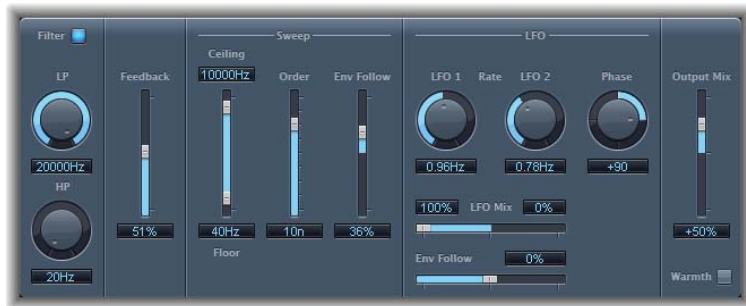 Filter
LP
20000Hz
HP
20Hz
Feedback
51%
Sweep
Ceiling
10000Hz
40Hz
Floor
Order
10n
Env Follow
36%
LFO
LFO 1 Rate LFO 2 Phase
0.96Hz 0.78Hz +90
100% LFO Mix 0%
Env Follow 0%
Output Mix
+50%
Warmth